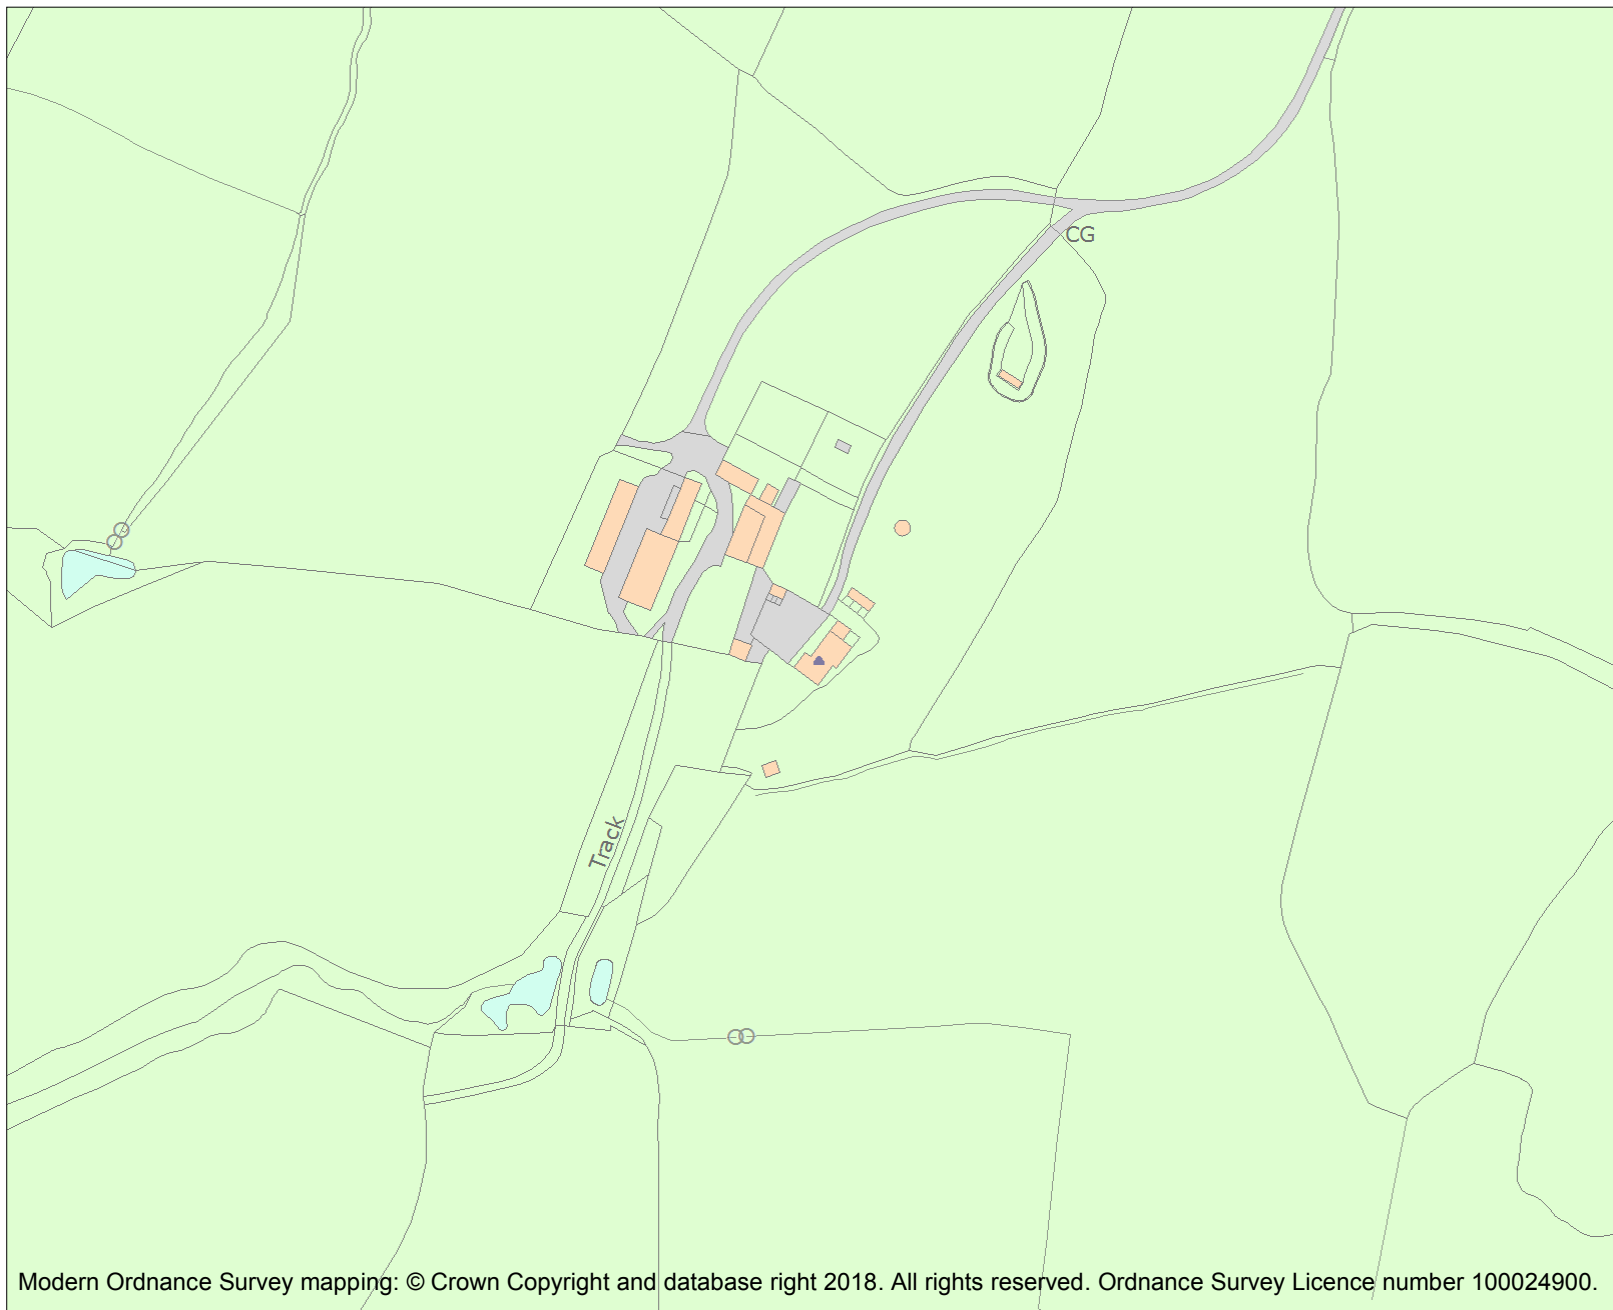 CG
Track
Modern Ordnance Survey mapping: © Crown Copyright and database right 2018. All rights reserved. Ordnance Survey Licence number 100024900.